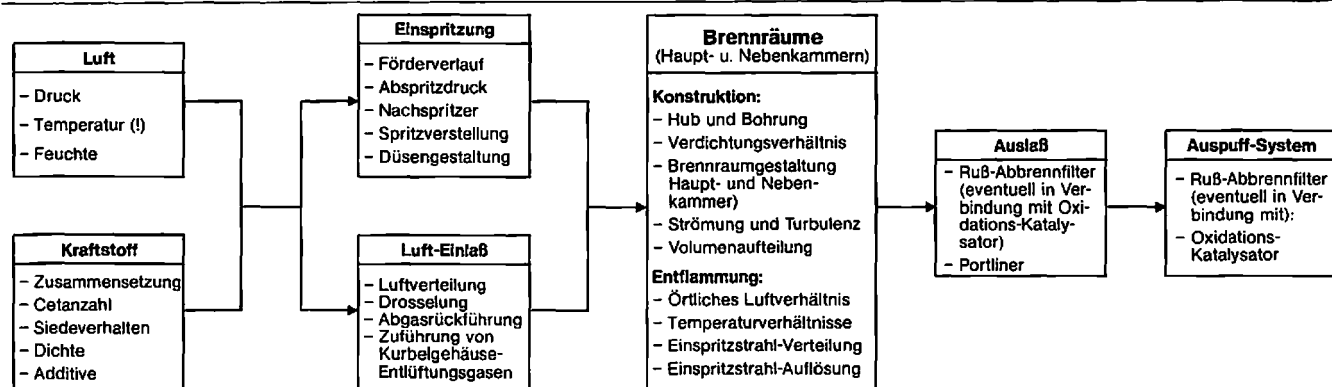 Luft
– Druck
– Temperatur (!)
– Feuchte
Kraftstoff
– Zusammensetzung
– Cetanzahl
– Siedeverhalten
– Dichte
– Additive
Einspritzung
– Förderverlauf
– Abspritzdruck
– Nachspritzer
– Spritzverstellung
– Düsengestaltung
Luft-Einlaß
– Luftverteilung
– Drosselung
– Abgasrückführung
– Zuführung von
Kurbelgehäuse-
Entlüftungsgasen
Brennräume
(Haupt- u. Nebenkammern)
Konstruktion:
– Hub und Bohrung
– Verdichtungsverhältnis
– Brennraumgestaltung
Haupt- und Neben-
kammer)
– Strömung und Turbulenz
– Volumenaufteilung
Entflammung:
– Örtliches Luftverhältnis
– Temperaturverhältnisse
– Einspritzstrahl-Verteilung
– Einspritzstrahl-Auflösung
Auslaß
– Ruß-Abbrennfilter
(eventuell in Ver-
bindung mit Oxi-
dations-Kataly-
sator)
– Portliner
Auspuff-System
– Ruß-Abbrennfilter
(eventuell in Ver-
bindung mit):
– Oxidations-
Katalysator